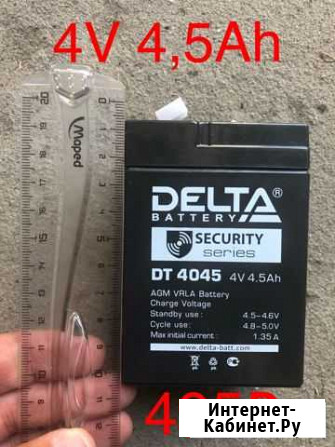 4V 4,5Ah
20
Maped
15
DELTA®
BATTERY
SECURITY
series
DT 4045 4V 4.5Ah
AGM VRLA Battery
Charge Voltage
Standby use : 4.5-4.6V
Cycle use : 4.8-5.0V
Max initial current : 1.35 A
www.delta-batt.com
Интернет-
Кабинет.Ру